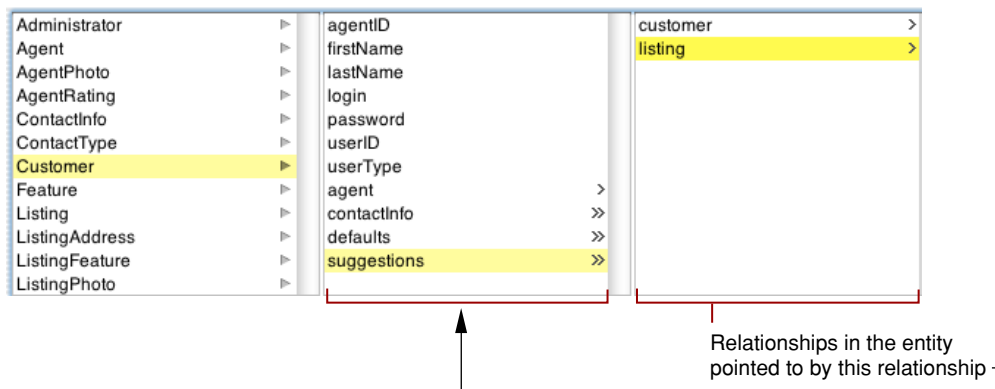 Administrator
Agent
AgentPhoto
AgentRating
ContactInfo
ContactType
Customer
Feature
Listing
ListingAddress
ListingFeature
ListingPhoto
agentID
firstName
lastName
login
password
userID
userType
agent >
contactInfo >>
defaults >>
suggestions >>
customer >
listing >
Relationships in the entity
pointed to by this relationship